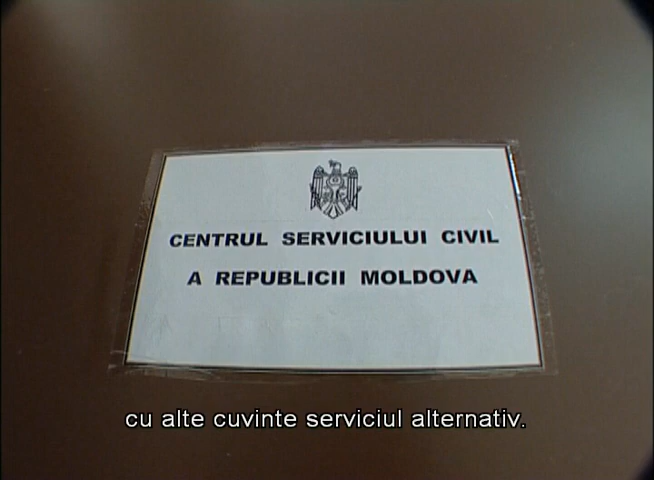 CENTRUL SERVICIULUI CIVIL
A REPUBLICII MOLDOVA
cu alte cuvinte serviciul alternativ.